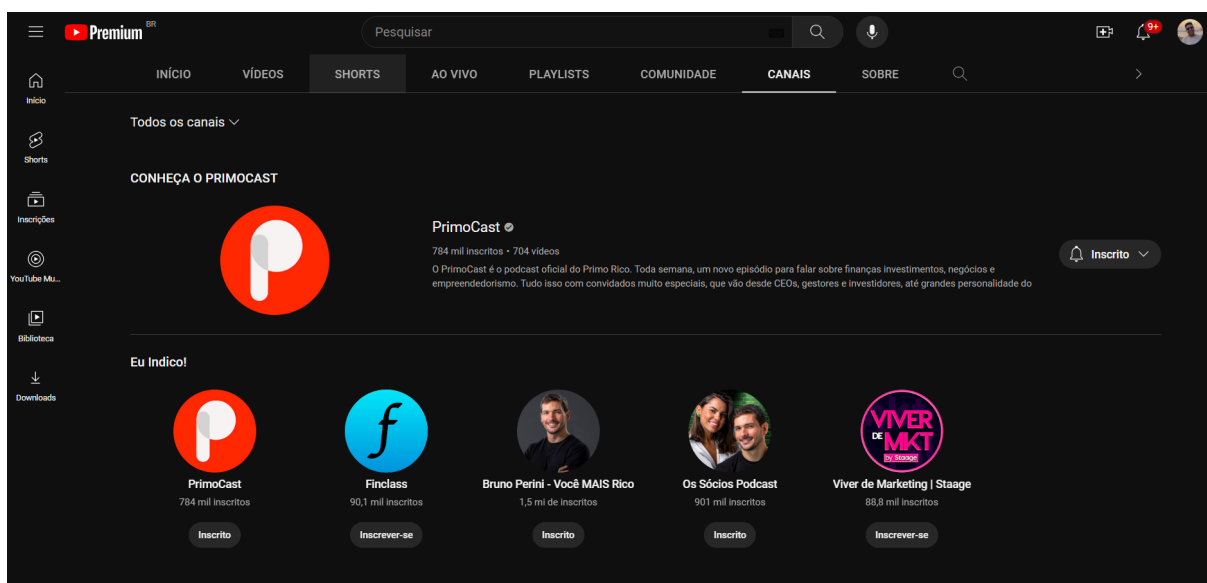 Premium BR
Pesquisar
9+
INÍCIO VÍDEOS SHORTS AO VIVO PLAYLISTS COMUNIDADE CANAIS SOBRE
Início
Shorts
Inscrições
YouTube Mu...
Biblioteca
Downloads
Todos os canais
CONHEÇA O PRIMOCAST
PrimoCast
784 mil inscritos • 704 vídeos
O PrimoCast é o podcast oficial do Primo Rico. Toda semana, um novo episódio para falar sobre finanças investimentos, negócios e
empreendedorismo. Tudo isso com convidados muito especiais, que vão desde CEOs, gestores e investidores, até grandes personalidade do
Inscrito
Eu Indico!
f
VIVER
DE MKT
by Staage
PrimoCast Finclass Bruno Perini - Você MAIS Rico Os Sócios Podcast Viver de Marketing | Staage
784 mil inscritos 90,1 mil inscritos 1,5 mi de inscritos 901 mil inscritos 88,8 mil inscritos
Inscrito Inscrever-se Inscrito Inscrito Inscrever-se